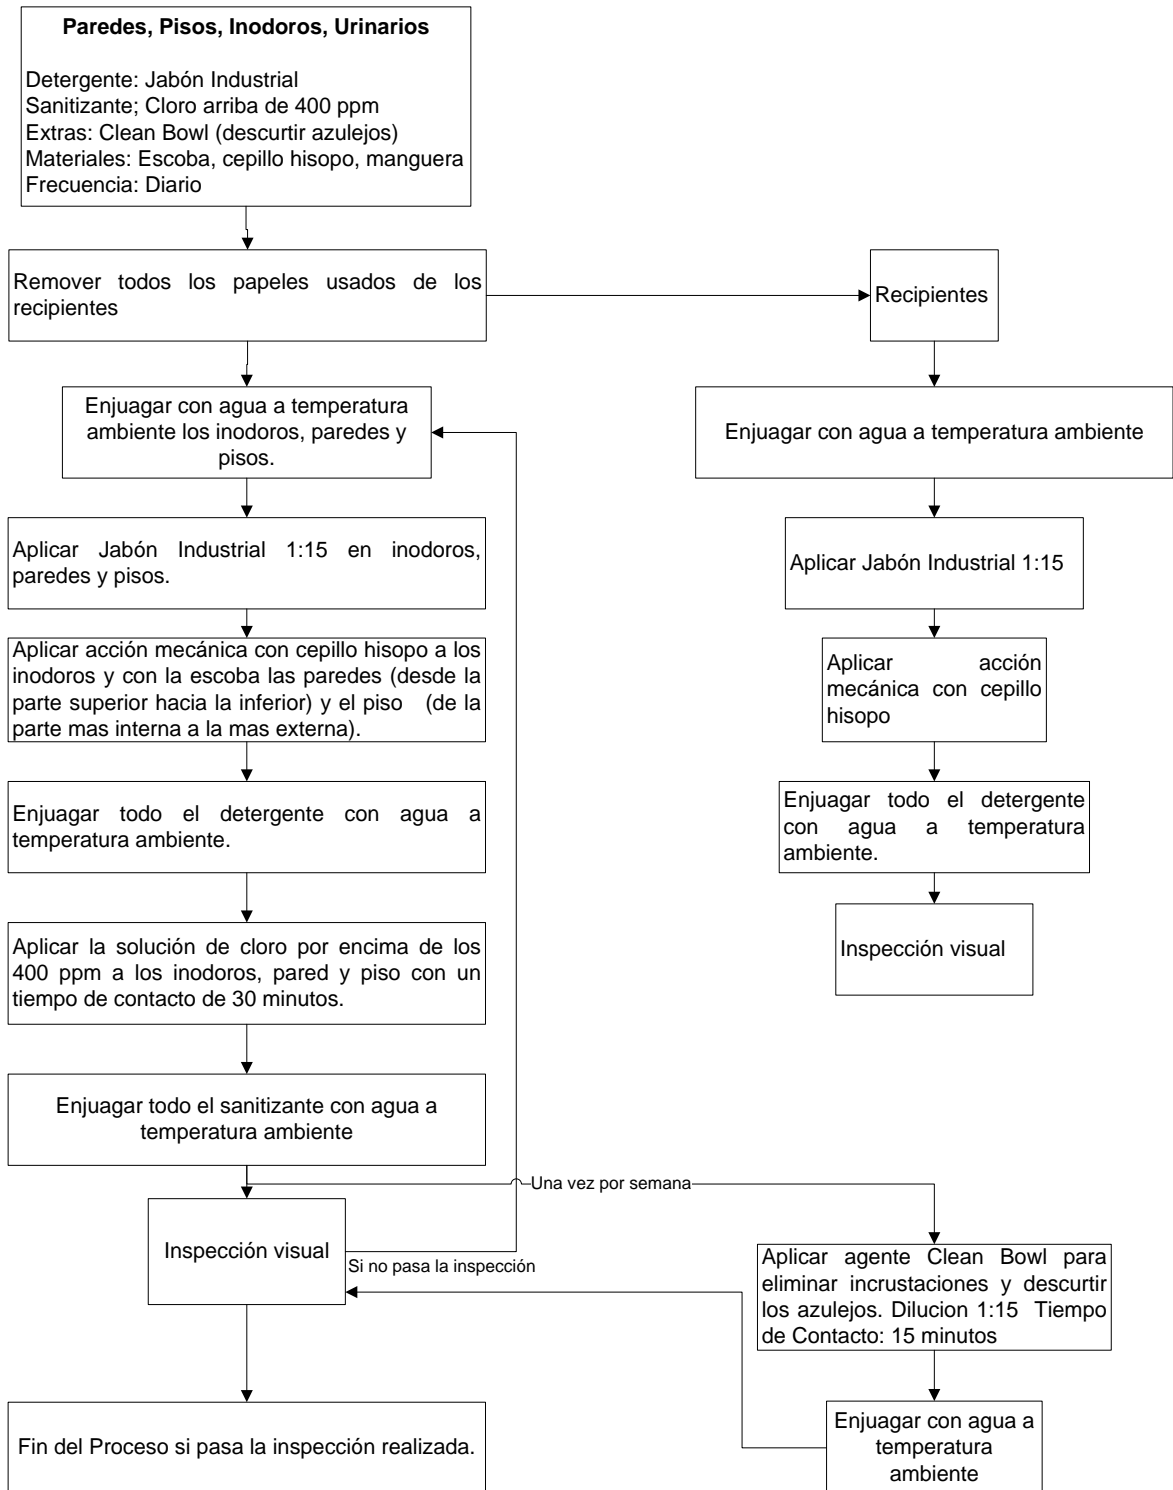 Paredes, Pisos, Inodoros, Urinarios
Detergente: Jabón Industrial
Sanitizante; Cloro arriba de 400 ppm
Extras: Clean Bowl (descurtir azulejos)
Materiales: Escoba, cepillo hisopo, manguera
Frecuencia: Diario
Remover todos los papeles usados de los
recipientes
Enjuagar con agua a temperatura
ambiente los inodoros, paredes y
pisos.
Aplicar Jabón Industrial 1:15 en inodoros,
paredes y pisos.
Aplicar acción mecánica con cepillo hisopo a los
inodoros y con la escoba las paredes (desde la
parte superior hacia la inferior) y el piso (de la
parte mas interna a la mas externa).
Enjuagar todo el detergente con agua a
temperatura ambiente.
Aplicar la solución de cloro por encima de los
400 ppm a los inodoros, pared y piso con un
tiempo de contacto de 30 minutos.
Enjuagar todo el sanitizante con agua a
temperatura ambiente
Inspección visual
Si no pasa la inspección
Fin del Proceso si pasa la inspección realizada.
Recipientes
Enjuagar con agua a temperatura ambiente
Aplicar Jabón Industrial 1:15
Aplicar acción
mecánica con cepillo
hisopo
Enjuagar todo el detergente
con agua a temperatura
ambiente.
Inspección visual
Una vez por semana
Aplicar agente Clean Bowl para
eliminar incrustaciones y descurtir
los azulejos. Dilucion 1:15 Tiempo
de Contacto: 15 minutos
Enjuagar con agua a
temperatura
ambiente